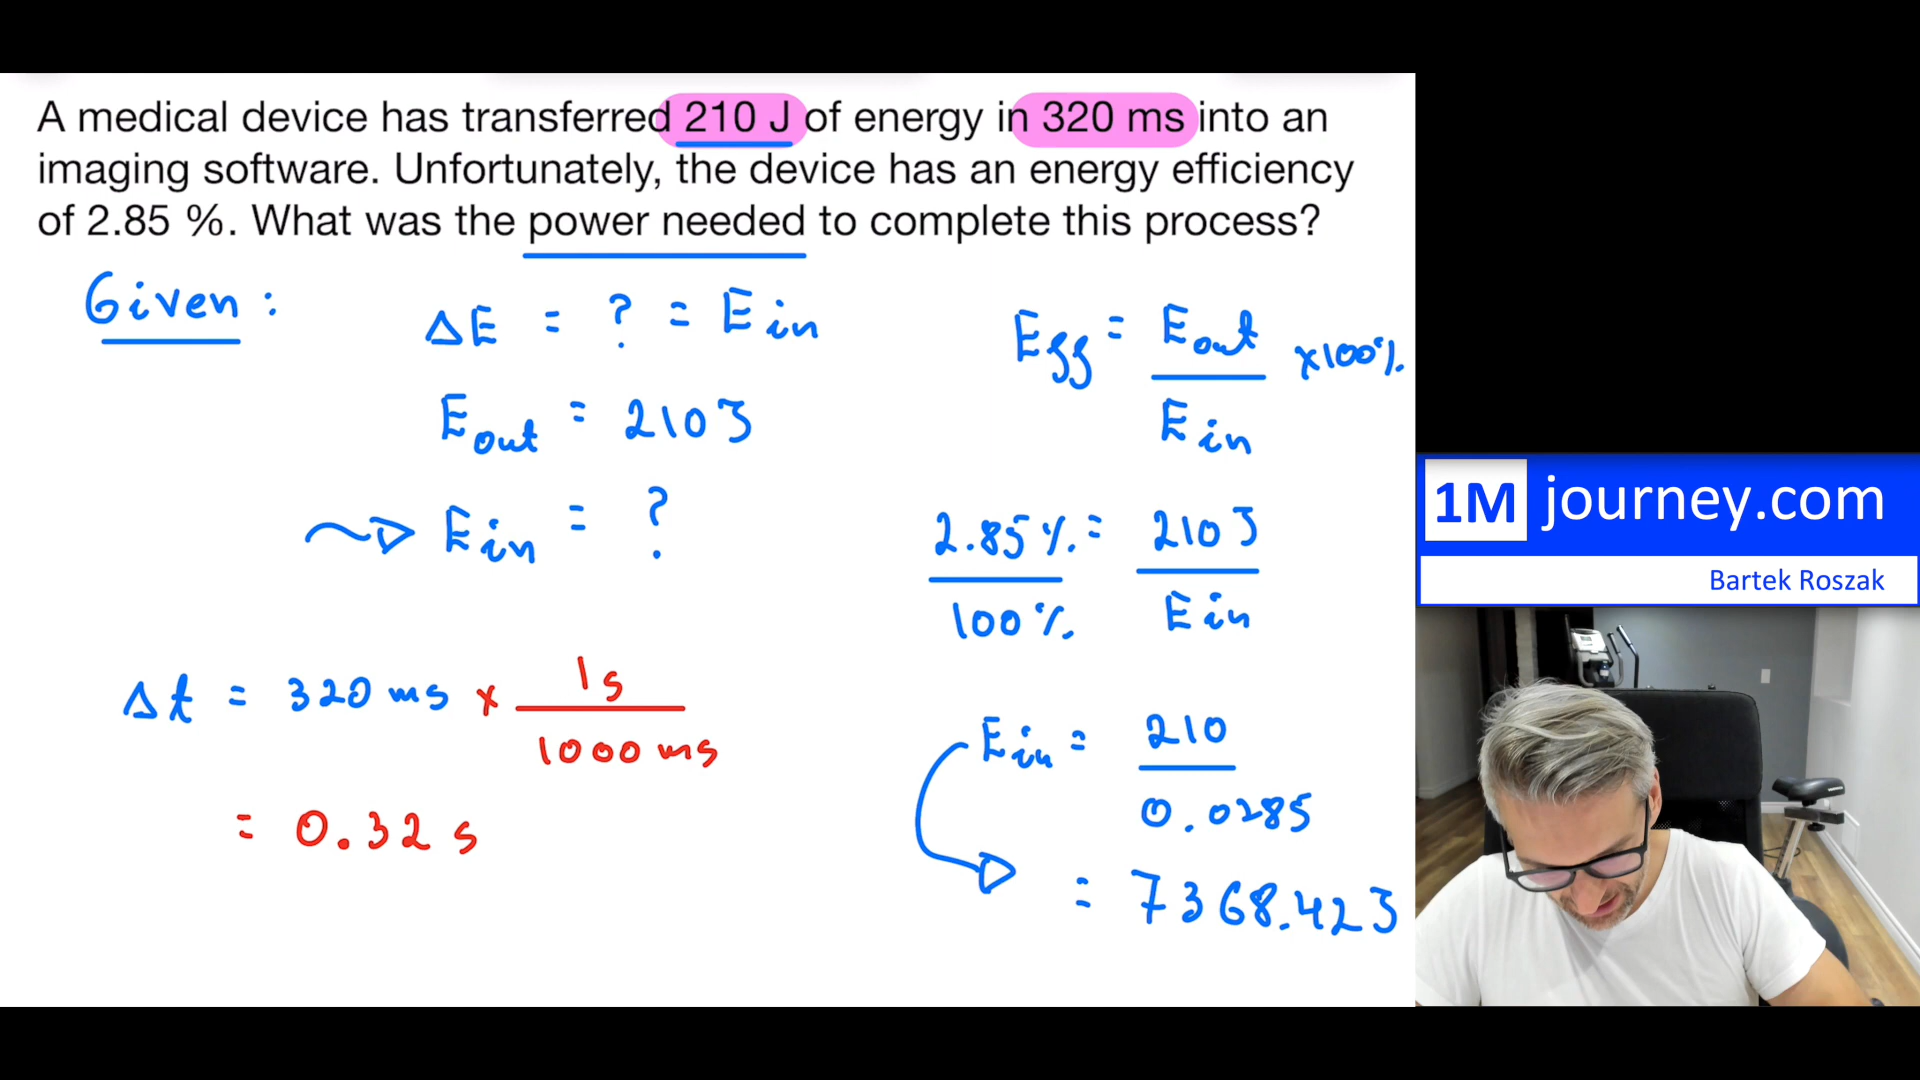 A medical device has transferred 210 J of energy in 320 ms into an
imaging software. Unfortunately, the device has an energy efficiency
of 2.85 %. What was the power needed to complete this process?
Given :
ΔE = ? = Ein
Eout = 210 J
Ein = ?
Δt = 320 ms x 1s
1000 ms
= 0.32 s
Eff = Eout x100%
Ein
2.85% = 210 J
100% Ein
Ein = 210
0.0285
= 7368.42 J
1M journey.com
Bartek Roszak